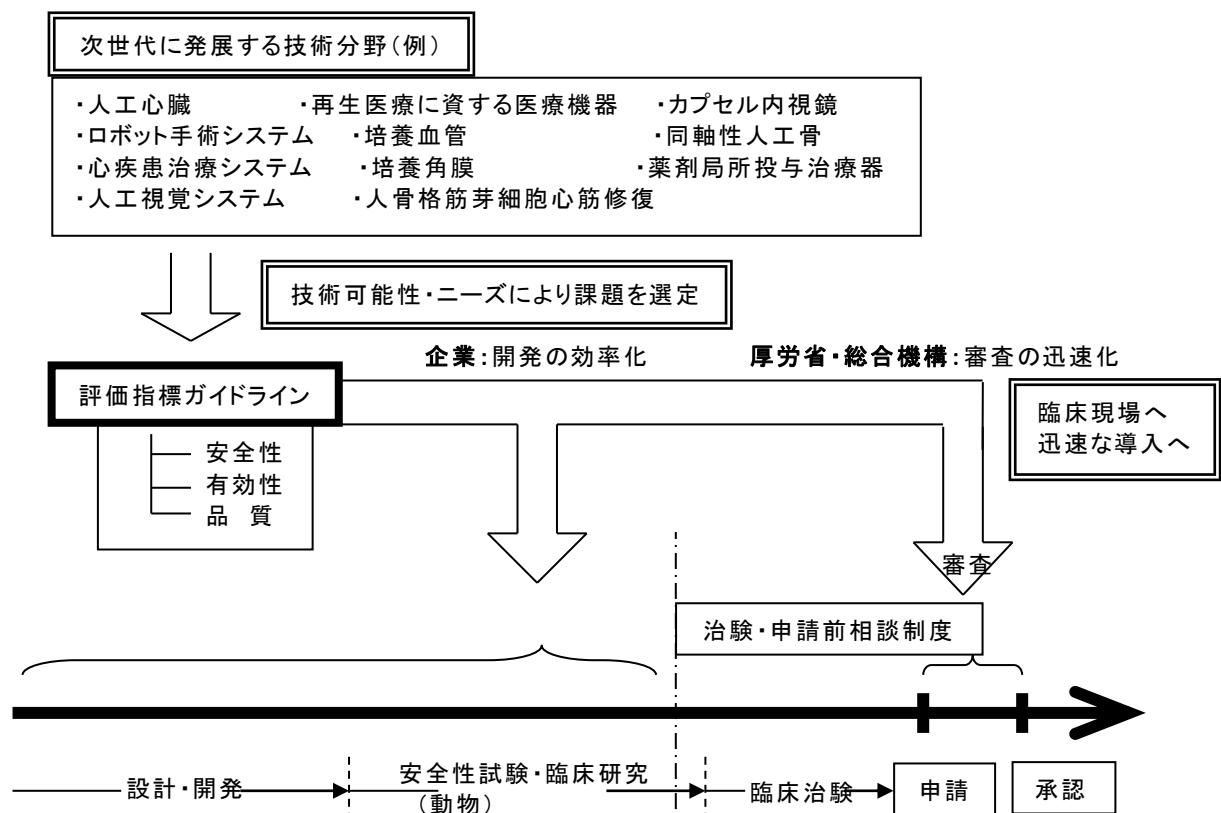 次世代に発展する技術分野(例)
・人工心臓 ・再生医療に資する医療機器 ・カプセル内視鏡
・ロボット手術システム ・培養血管 ・同軸性人工骨
・心疾患治療システム ・培養角膜 ・薬剤局所投与治療器
・人工視覚システム ・人骨格筋芽細胞心筋修復
技術可能性・ニーズにより課題を選定
企業:開発の効率化 厚労省・総合機構:審査の迅速化
評価指標ガイドライン
安全性
有効性
品 質
臨床現場へ
迅速な導入へ
審査
治験・申請前相談制度
設計・開発
安全性試験・臨床研究
(動物)
臨床治験
申請
承認